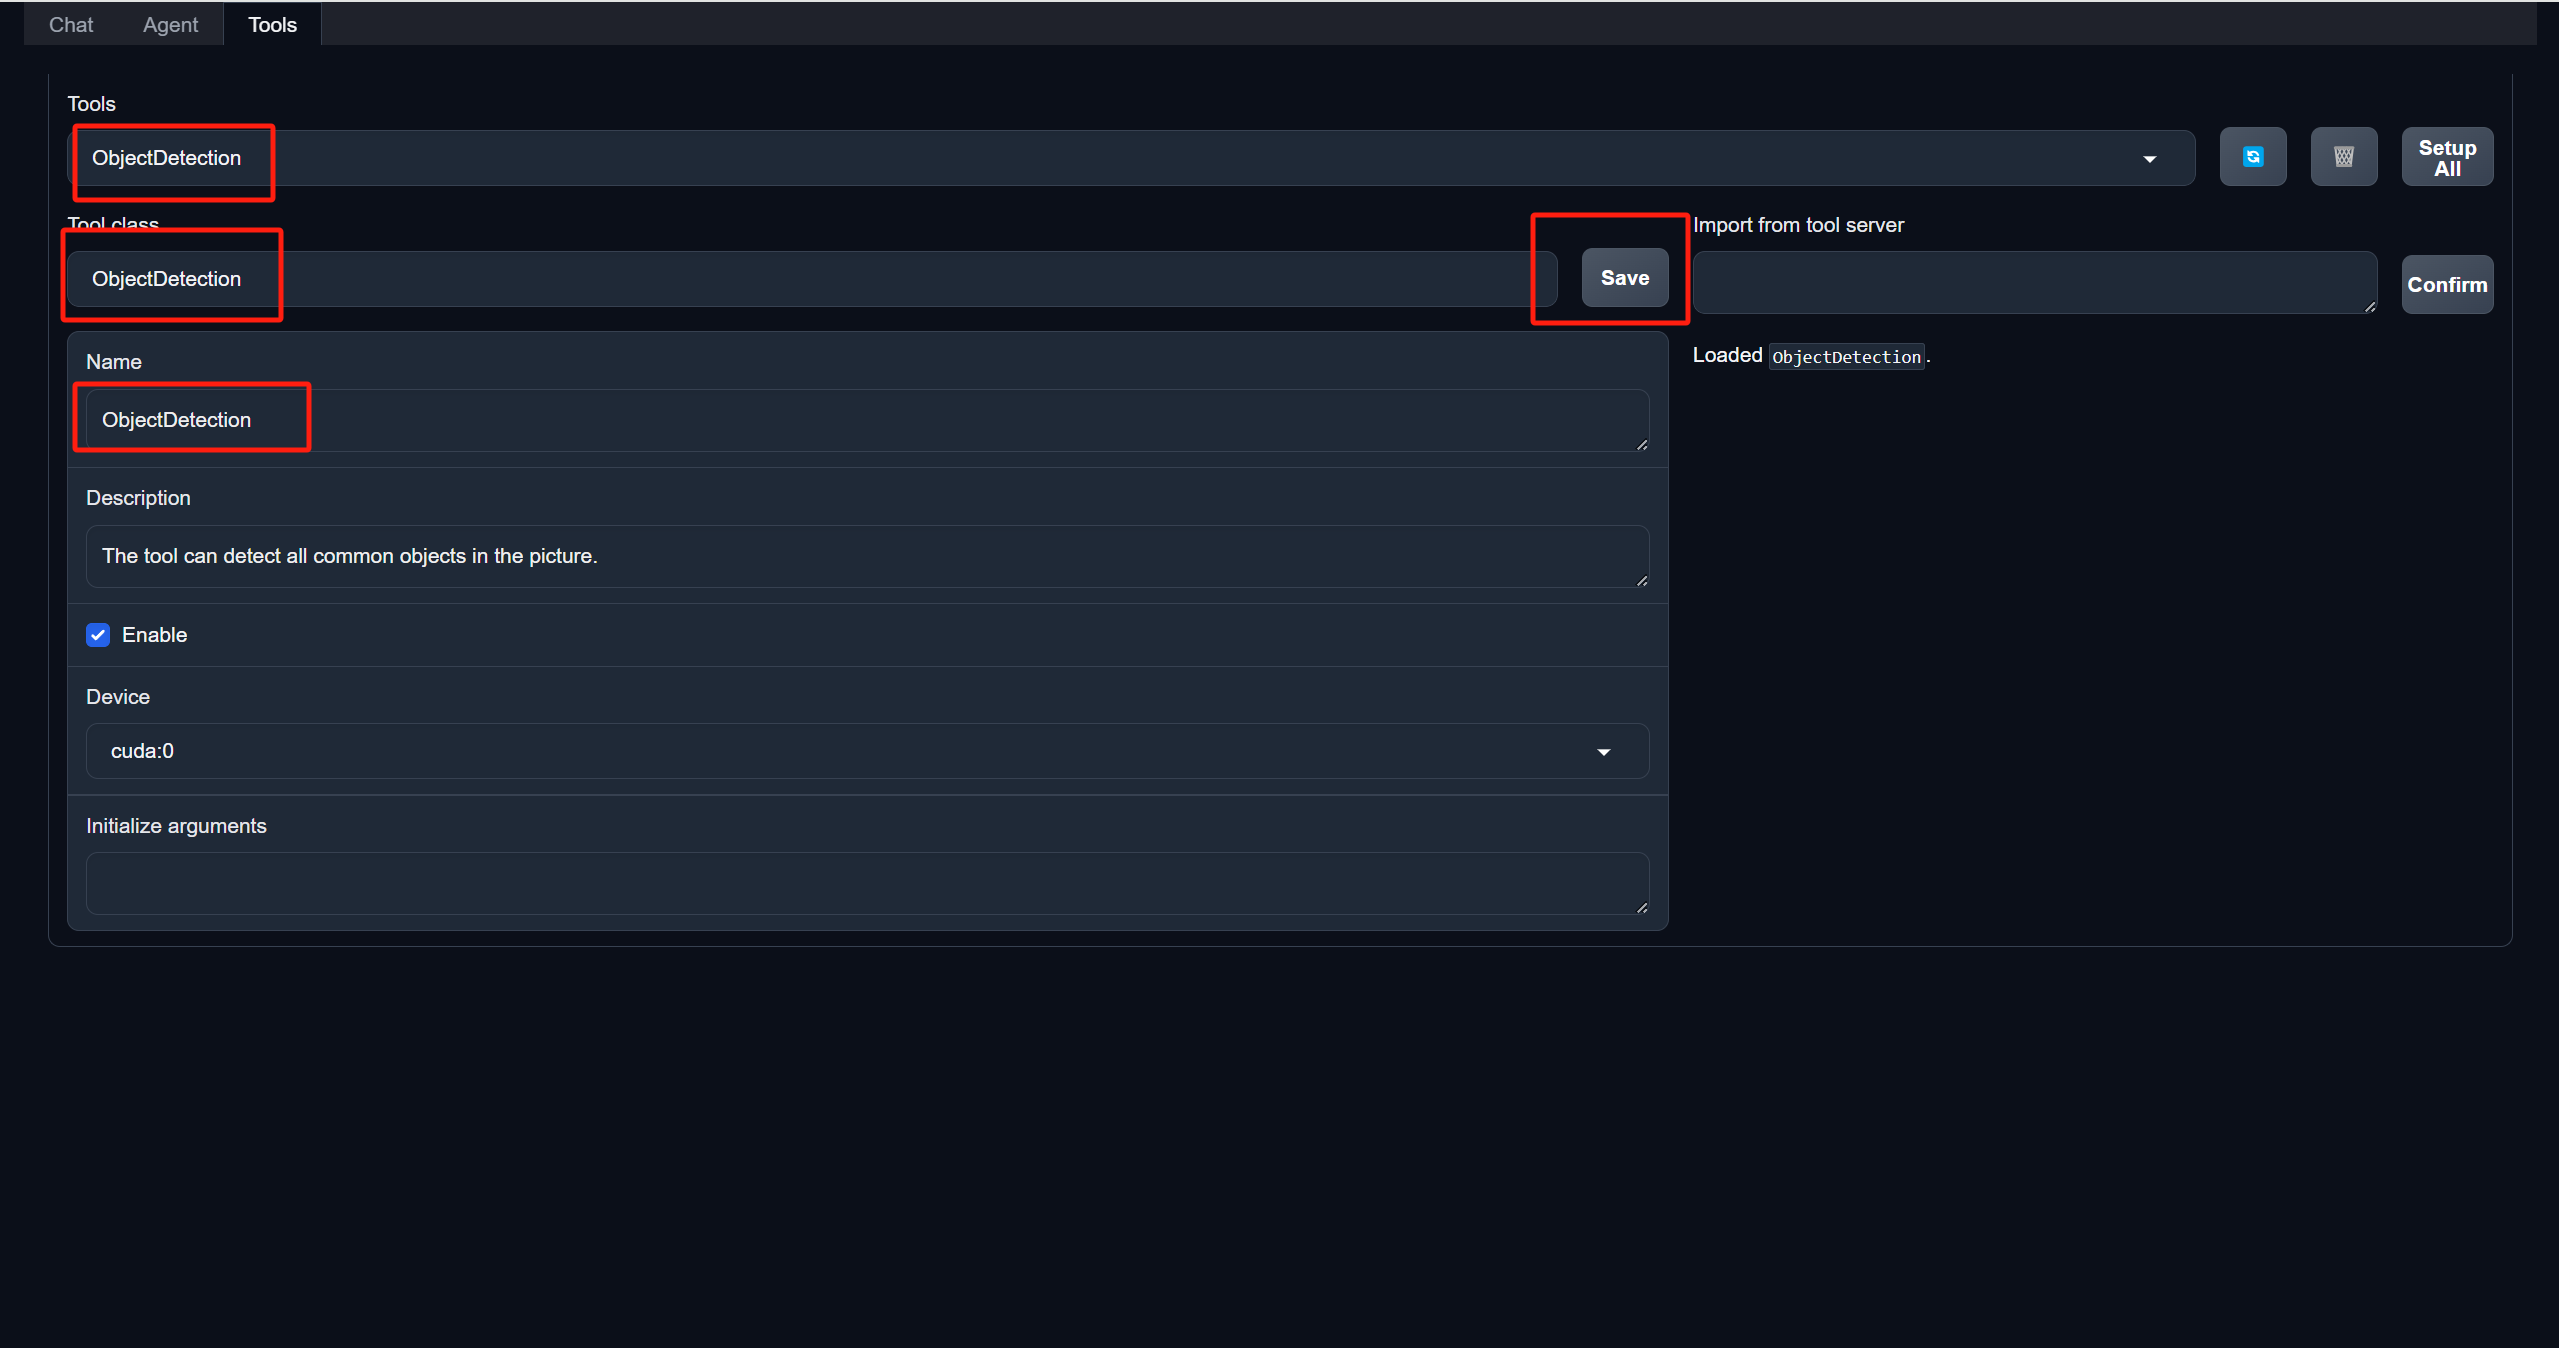 Chat Agent Tools
Tools
ObjectDetection
Setup All
Tool class
ObjectDetection
Save
Import from tool server
Confirm
Name
ObjectDetection
Loaded ObjectDetection.
Description
The tool can detect all common objects in the picture.
Enable
Device
cuda:0
Initialize arguments